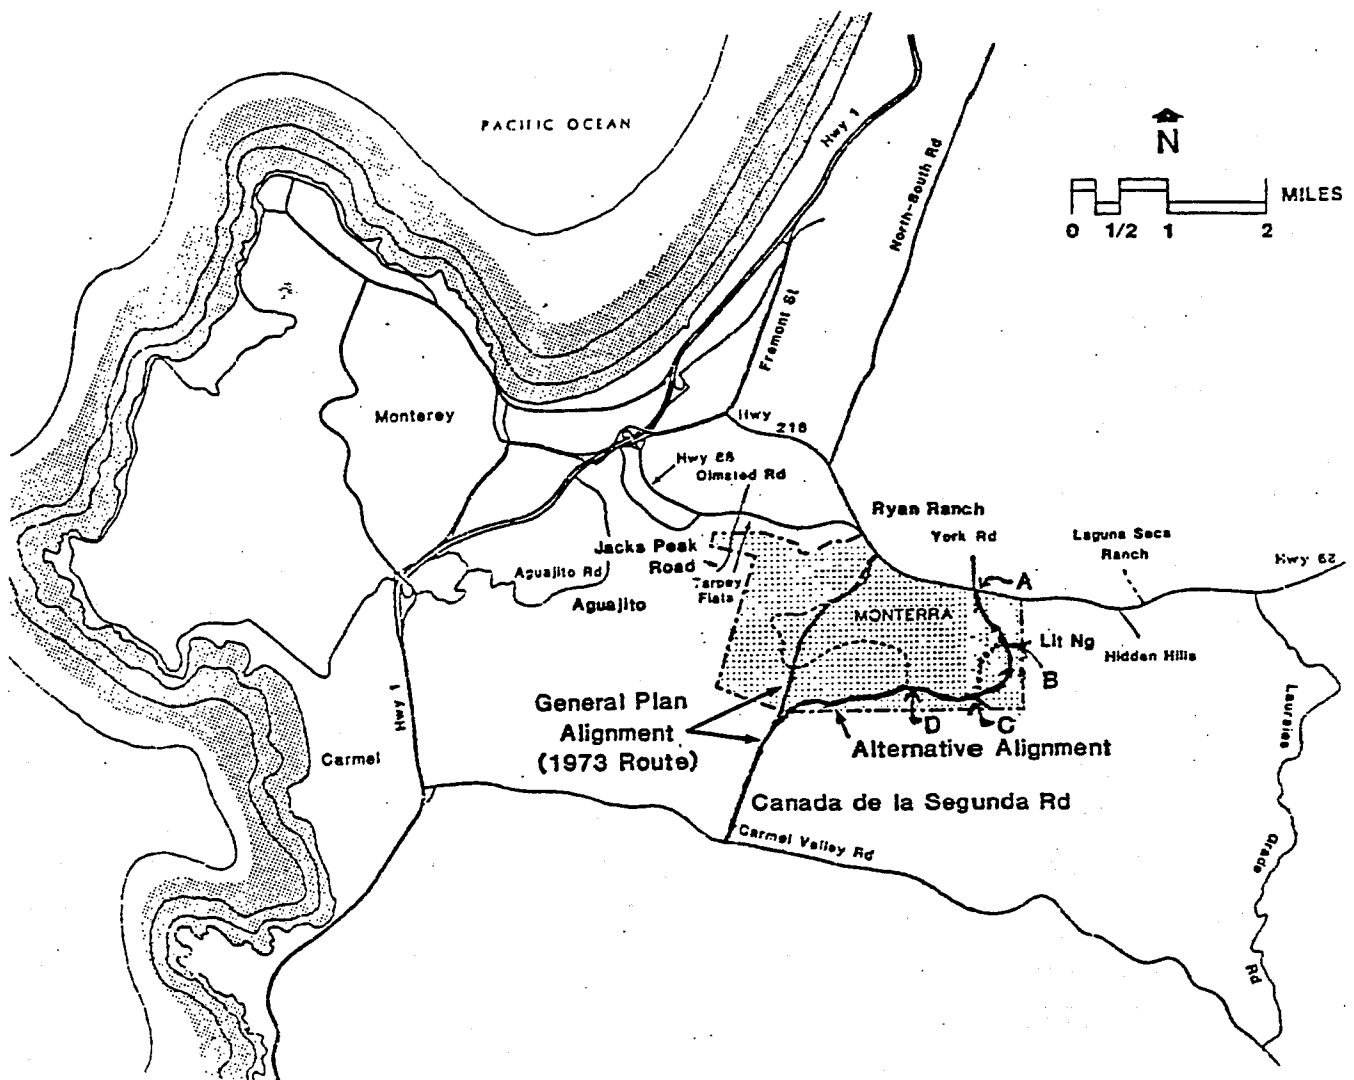 PACIFIC OCEAN
Hwy 1
North-South Rd
N
MILES
0 1/2 1 2
Fremont St
Monterey
Hwy
218
Hwy 68
Olmsted Rd
Ryan Ranch
York Rd
Laguna Seca
Ranch
Hwy 68
Jacks Peak
Road
Aguajito Rd
Tarpey
Flats
Aguajito
A
MONTERRA
Lit Ng
Hidden Hills
B
General Plan
Alignment
(1973 Route)
D
C
Alternative Alignment
Laureles
Grade
Rd
Hwy 1
Carmel
Canada de la Segunda Rd
Carmel Valley Rd